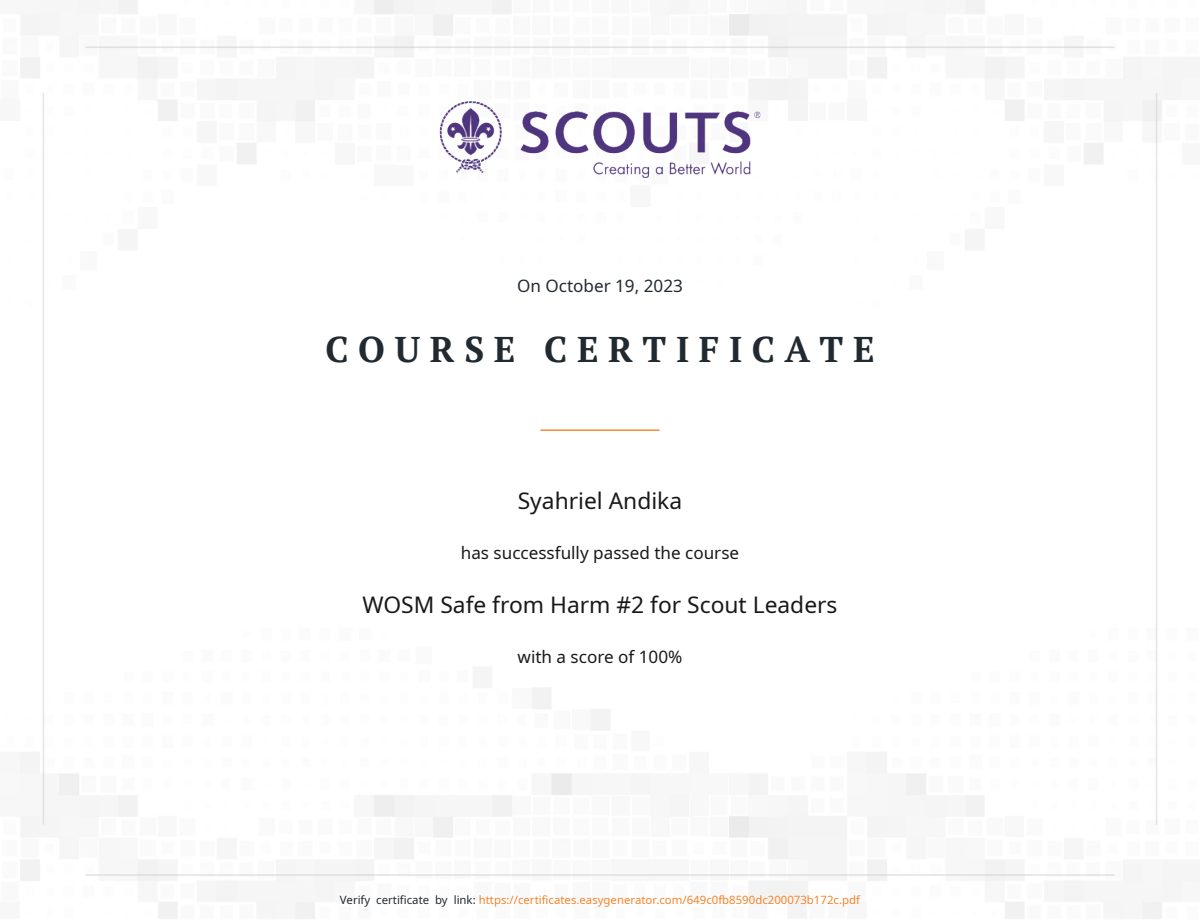 SCOUTS®
Creating a Better World
On October 19, 2023
COURSE CERTIFICATE
Syahriel Andika
has successfully passed the course
WOSM Safe from Harm #2 for Scout Leaders
with a score of 100%
Verify certificate by link: https://certificates.easygenerator.com/649c0fb8590dc200073b172c.pdf